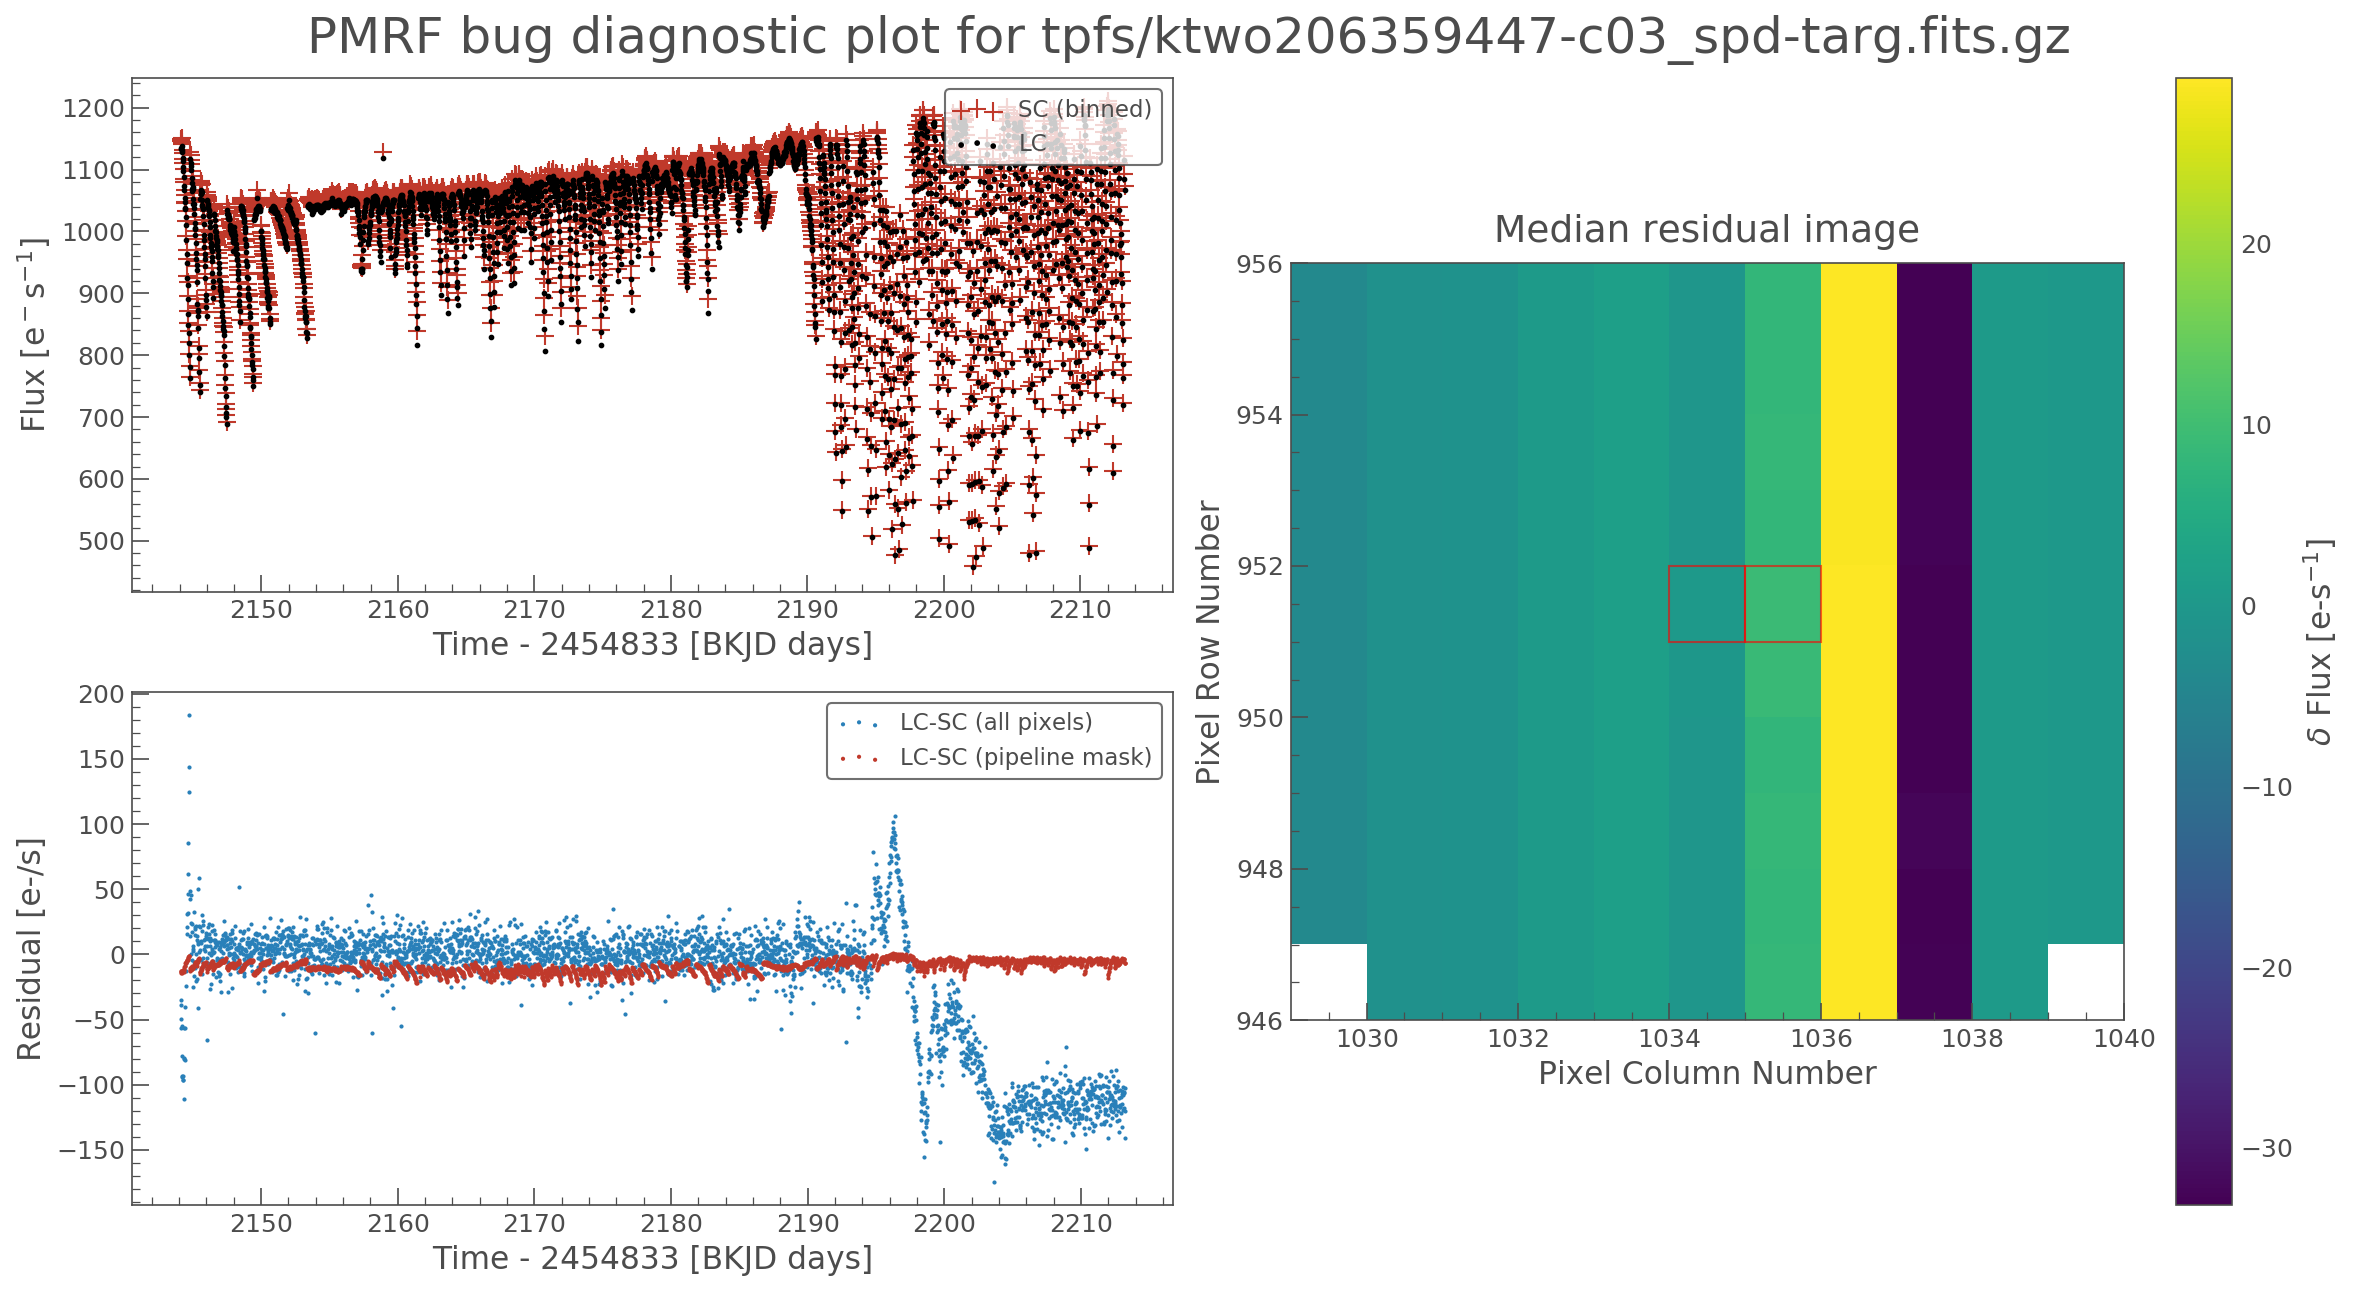 PMRF bug diagnostic plot for tpfs/ktwo206359447-c03_spd-targ.fits.gz
Flux [e⁻ s⁻¹]
1200
1100
1000
900
800
700
600
500
SC (binned)
LC
2150 2160 2170 2180 2190 2200 2210
Time - 2454833 [BKJD days]
Residual [e-/s]
200
150
100
50
0
−50
−100
−150
LC-SC (all pixels)
LC-SC (pipeline mask)
2150 2160 2170 2180 2190 2200 2210
Time - 2454833 [BKJD days]
Median residual image
Pixel Row Number
956
954
952
950
948
946
1030 1032 1034 1036 1038 1040
Pixel Column Number
20
10
0
−10
−20
−30
δ Flux [e-s⁻¹]